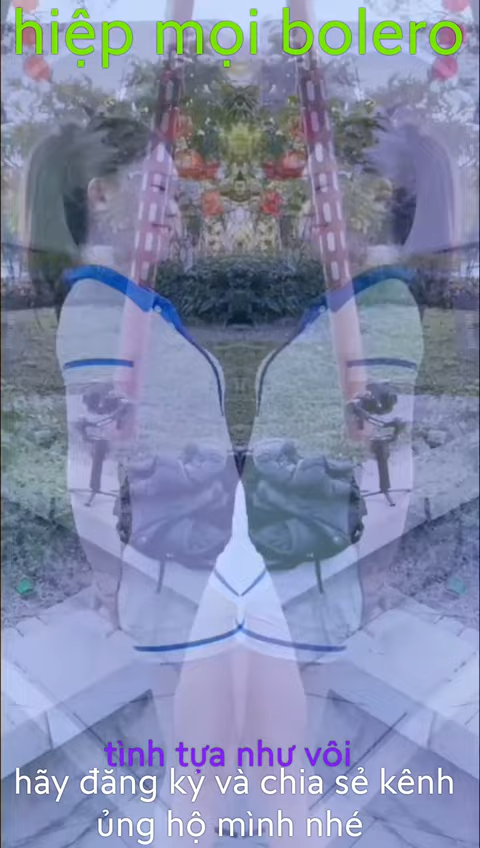 hiệp mọi bolero
tình tựa như vôi
hãy đăng ký và chia sẻ kênh
ủng hộ mình nhé